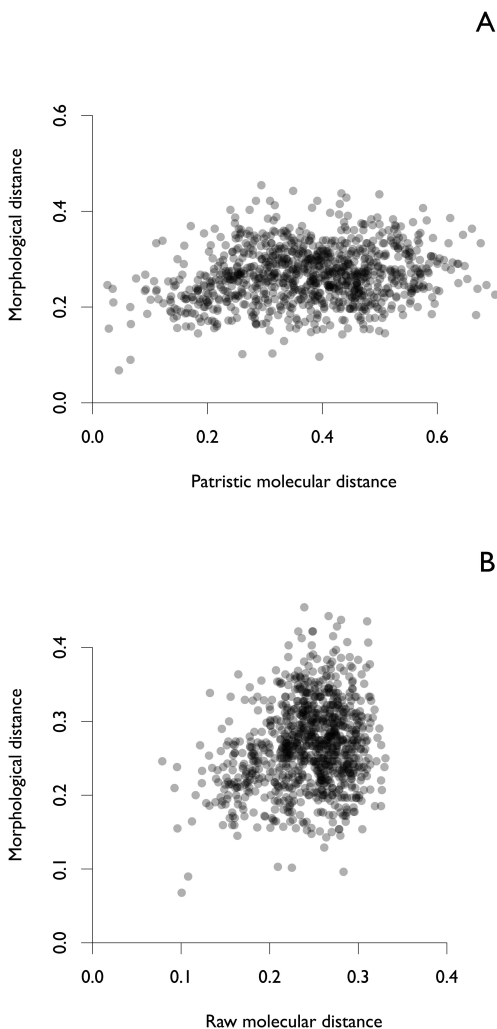 A
0.6
0.4
0.2
0.0
Morphological distance
0.0 0.2 0.4 0.6
Patristic molecular distance
B
0.4
0.3
0.2
0.1
0.0
Morphological distance
0.0 0.1 0.2 0.3 0.4
Raw molecular distance